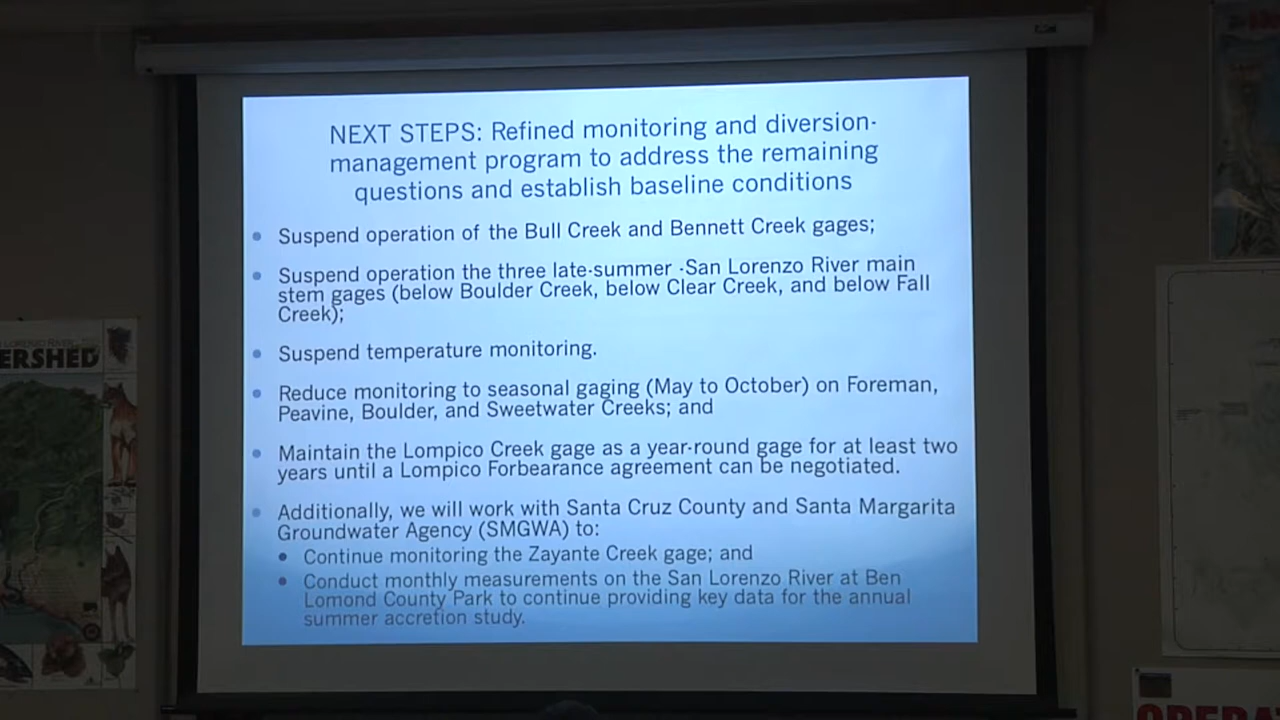 NEXT STEPS: Refined monitoring and diversion-
management program to address the remaining
questions and establish baseline conditions
• Suspend operation of the Bull Creek and Bennett Creek gages;
• Suspend operation the three late-summer -San Lorenzo River main
stem gages (below Boulder Creek, below Clear Creek, and below Fall
Creek);
• Suspend temperature monitoring.
• Reduce monitoring to seasonal gaging (May to October) on Foreman,
Peavine, Boulder, and Sweetwater Creeks; and
• Maintain the Lompico Creek gage as a year-round gage for at least two
years until a Lompico Forbearance agreement can be negotiated.
• Additionally, we will work with Santa Cruz County and Santa Margarita
Groundwater Agency (SMGWA) to:
• Continue monitoring the Zayante Creek gage; and
• Conduct monthly measurements on the San Lorenzo River at Ben
Lomond County Park to continue providing key data for the annual
summer accretion study.
LORENZO RIVER
ERSHED
OPERA